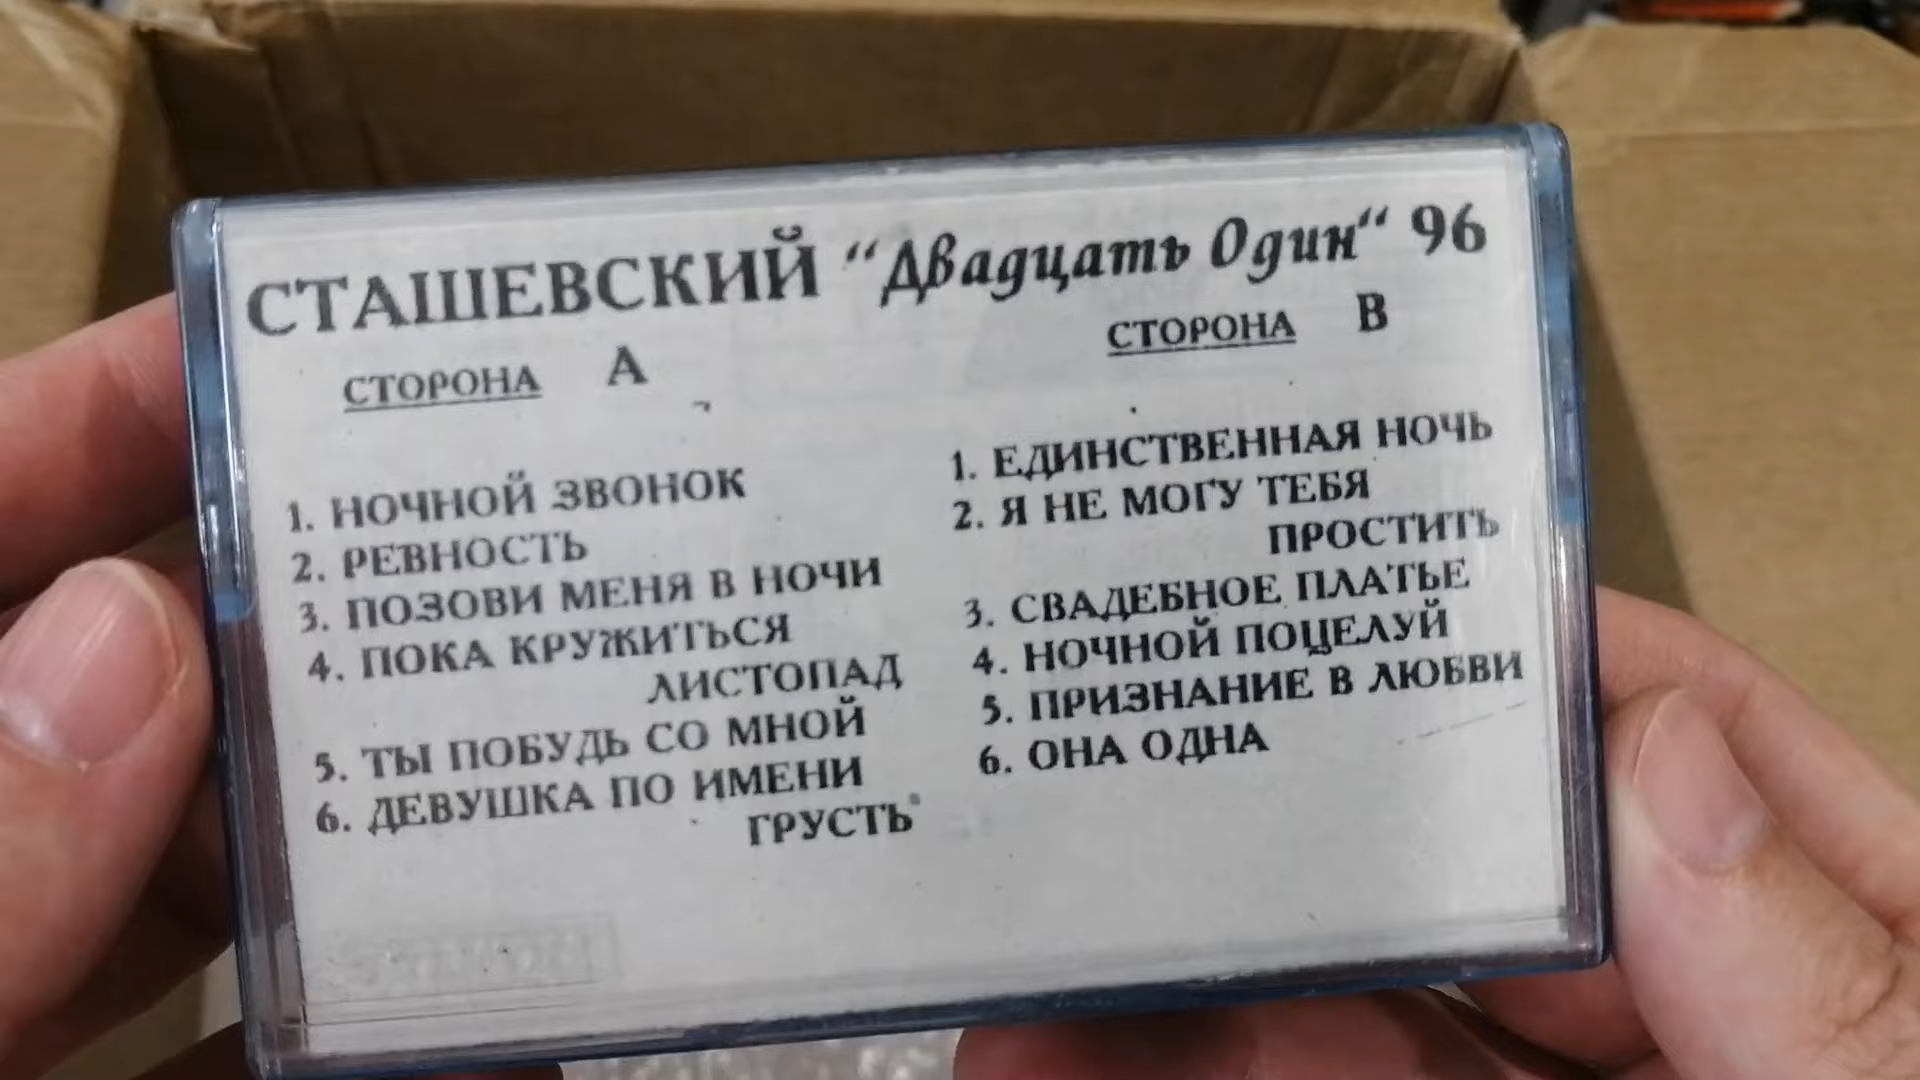 СТАШЕВСКИЙ “Двадцать Один“ 96
СТОРОНА А
1. НОЧНОЙ ЗВОНОК
2. РЕВНОСТЬ
3. ПОЗОВИ МЕНЯ В НОЧИ
4. ПОКА КРУЖИТЬСЯ
ЛИСТОПАД
5. ТЫ ПОБУДЬ СО МНОЙ
6. ДЕВУШКА ПО ИМЕНИ
ГРУСТЬ
СТОРОНА В
1. ЕДИНСТВЕННАЯ НОЧЬ
2. Я НЕ МОГУ ТЕБЯ
ПРОСТИТЬ
3. СВАДЕБНОЕ ПЛАТЬЕ
4. НОЧНОЙ ПОЦЕЛУЙ
5. ПРИЗНАНИЕ В ЛЮБВИ
6. ОНА ОДНА